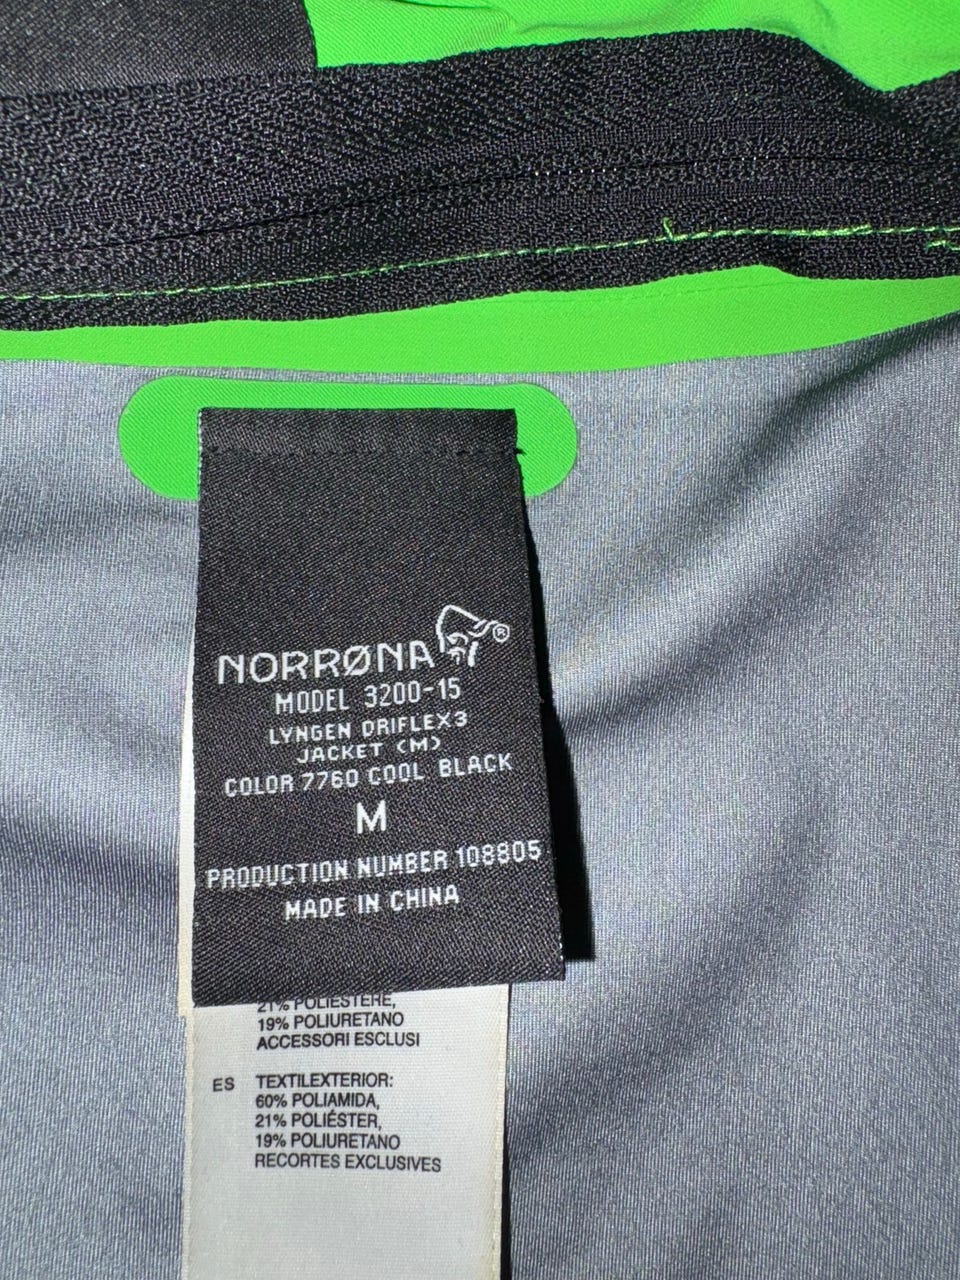 NORRØNA®
MODEL 3200-15
LYNGEN DRIFLEX3
JACKET (M)
COLOR 7760 COOL BLACK
M
PRODUCTION NUMBER 108805
MADE IN CHINA
21% POLIESTERE,
19% POLIURETANO
ACCESSORI ESCLUSI
ES TEXTILEXTERIOR:
60% POLIAMIDA,
21% POLIÉSTER,
19% POLIURETANO
RECORTES EXCLUSIVES